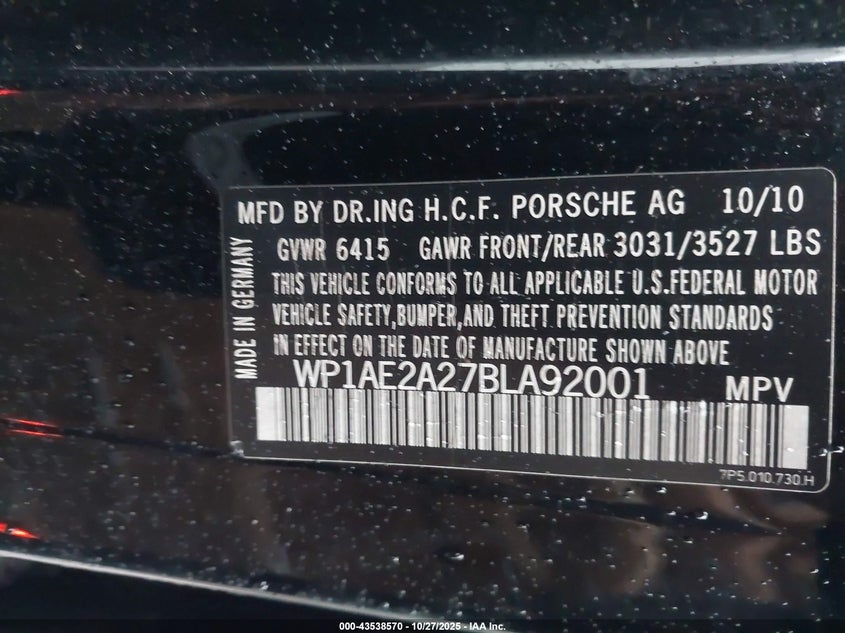 MFD BY DR.ING H.C.F. PORSCHE AG 10/10
GVWR 6415 GAWR FRONT/REAR 3031/3527 LBS
THIS VEHICLE CONFORMS TO ALL APPLICABLE U.S.FEDERAL MOTOR
VEHICLE SAFETY,BUMPER,AND THEFT PREVENTION STANDARDS
IN EFFECT ON THE DATE OF MANUFACTURE SHOWN ABOVE
MADE IN GERMANY
WP1AE2A27BLA92001 MPV
7P5.010.730.H
000-43538570 - 10/27/2025 - IAA Inc.